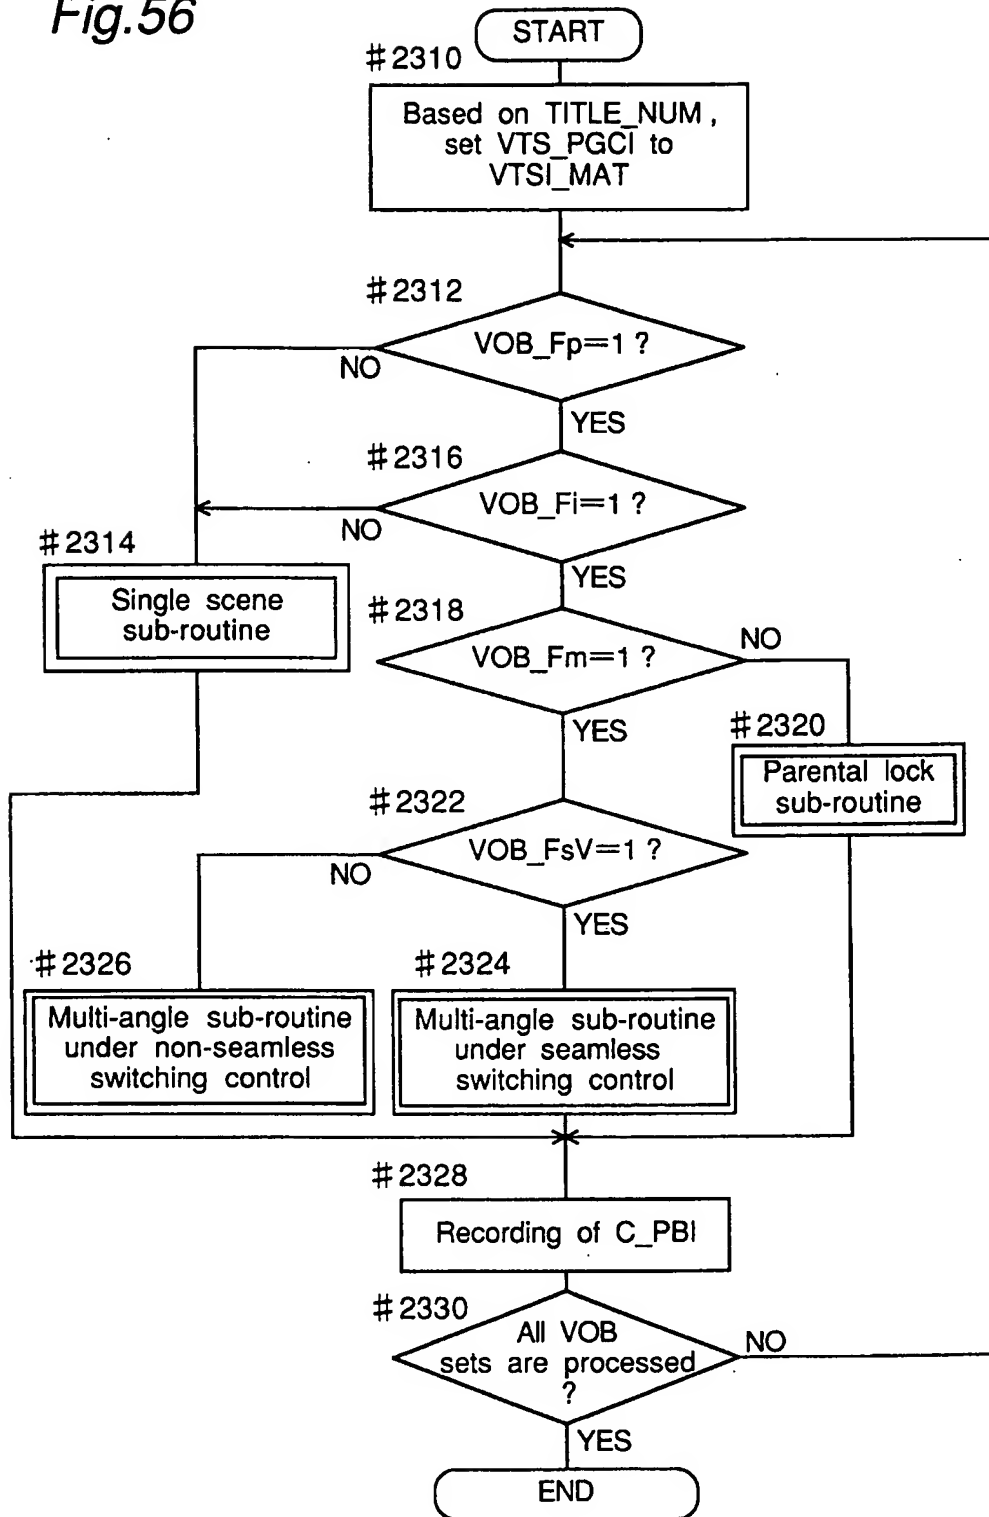 Fig.56
START
#2310
Based on TITLE_NUM,
set VTS_PGCI to
VTSI_MAT
#2312
VOB_Fp=1 ?
NO
YES
#2316
VOB_Fi=1 ?
NO
YES
#2314
Single scene
sub-routine
#2318
VOB_Fm=1 ?
NO
YES
#2320
Parental lock
sub-routine
#2322
VOB_FsV=1 ?
NO
YES
#2326
Multi-angle sub-routine
under non-seamless
switching control
#2324
Multi-angle sub-routine
under seamless
switching control
#2328
Recording of C_PBI
#2330
All VOB
sets are processed
?
NO
YES
END